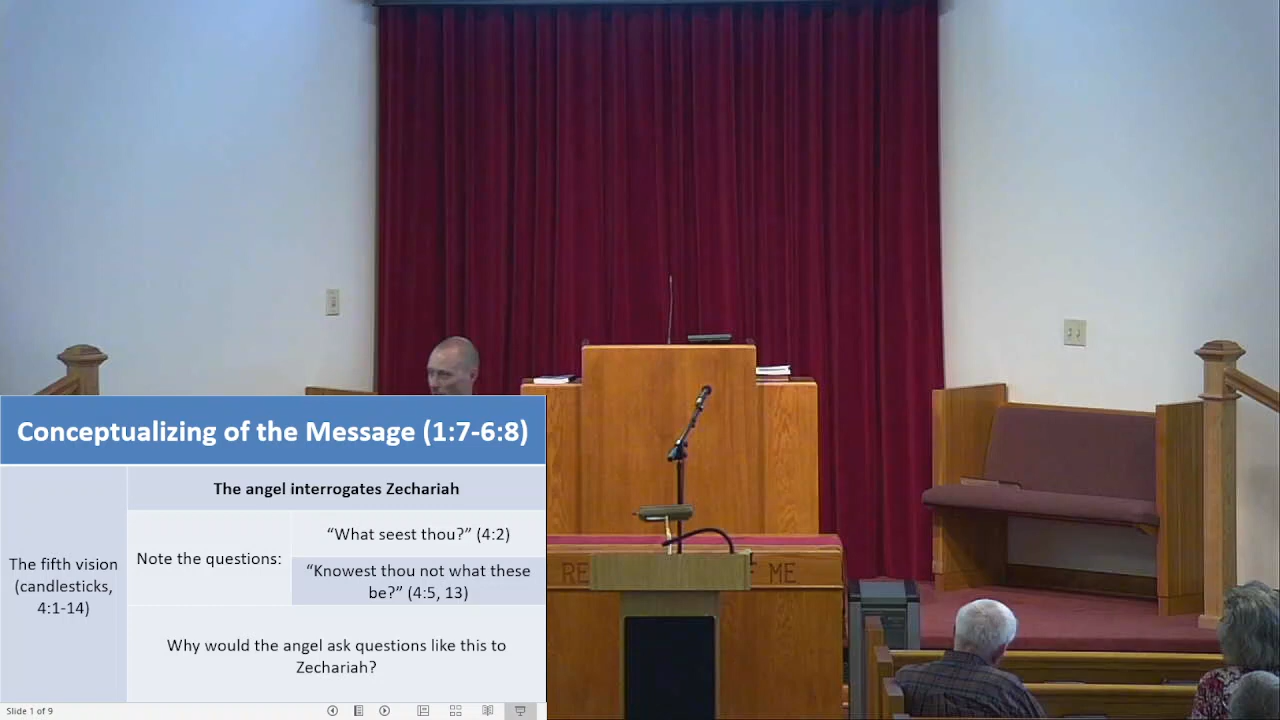 Conceptualizing of the Message (1:7-6:8)
The angel interrogates Zechariah
The fifth vision
(candlesticks,
4:1-14)
Note the questions:
“What seest thou?” (4:2)
“Knowest thou not what these
be?” (4:5, 13)
Why would the angel ask questions like this to
Zechariah?
Slide 1 of 9
RE
ME